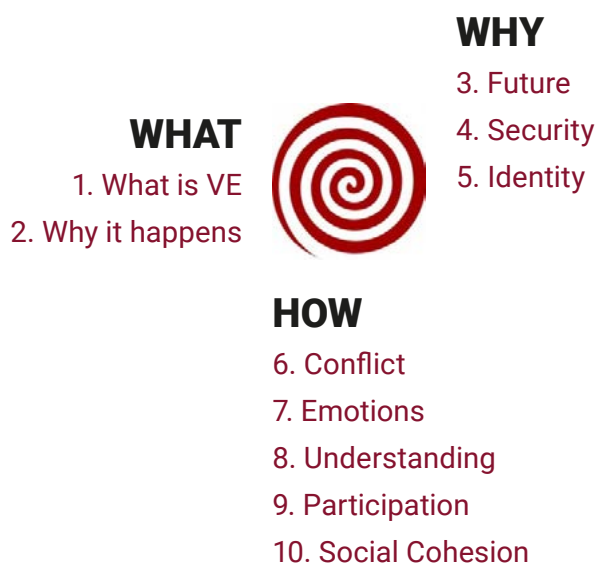 WHAT
1. What is VE
2. Why it happens
WHY
3. Future
4. Security
5. Identity
HOW
6. Conflict
7. Emotions
8. Understanding
9. Participation
10. Social Cohesion